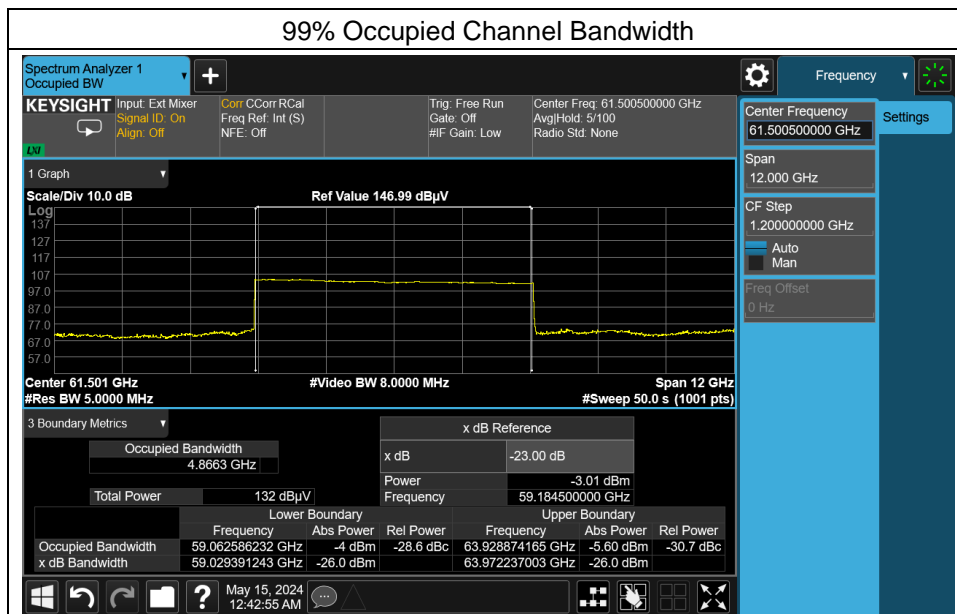 99% Occupied Channel Bandwidth
Spectrum Analyzer 1
Occupied BW
+
Frequency
KEYSIGHT
LXI
Input: Ext Mixer
Signal ID: On
Align: Off
Corr CCorr RCal
Freq Ref: Int (S)
NFE: Off
Trig: Free Run
Gate: Off
#IF Gain: Low
Center Freq: 61.500500000 GHz
Avg|Hold: 5/100
Radio Std: None
Center Frequency
61.500500000 GHz
Settings
Span
12.000 GHz
CF Step
1.200000000 GHz
Auto
Man
Freq Offset
0 Hz
1 Graph
Scale/Div 10.0 dB
Ref Value 146.99 dBµV
Log
137
127
117
107
97.0
87.0
77.0
67.0
57.0
Center 61.501 GHz
#Video BW 8.0000 MHz
Span 12 GHz
#Res BW 5.0000 MHz
#Sweep 50.0 s (1001 pts)
3 Boundary Metrics
Occupied Bandwidth
4.8663 GHz
Total Power 132 dBµV
x dB Reference
x dB -23.00 dB
Power -3.01 dBm
Frequency 59.184500000 GHz
Lower Boundary Upper Boundary
Frequency Abs Power Rel Power Frequency Abs Power Rel Power
Occupied Bandwidth 59.062586232 GHz -4 dBm -28.6 dBc 63.928874165 GHz -5.60 dBm -30.7 dBc
x dB Bandwidth 59.029391243 GHz -26.0 dBm 63.972237003 GHz -26.0 dBm
?
May 15, 2024
12:42:55 AM